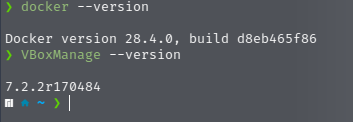 ❯ docker --version
Docker version 28.4.0, build d8eb465f86
❯ VBoxManage --version
7.2.2r170484
~ ❯